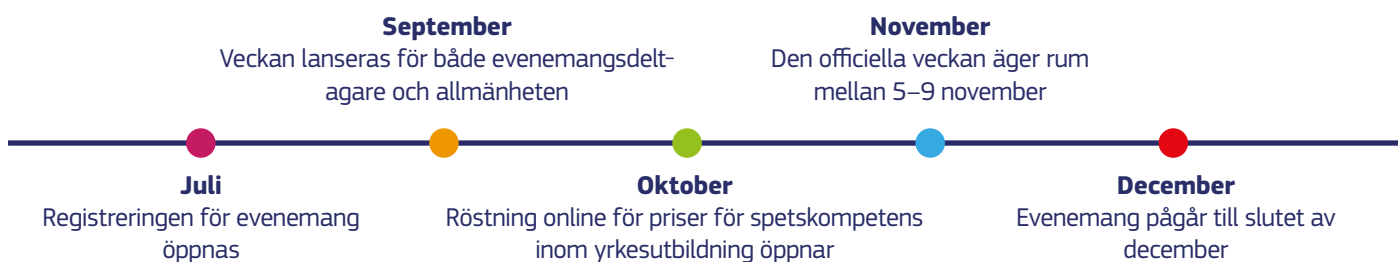 September
Veckan lanseras för både evenemangsdelt-
agare och allmänheten
November
Den officiella veckan äger rum
mellan 5–9 november
Juli
Registreringen för evenemang
öppnas
Oktober
Röstning online för priser för spetskompetens
inom yrkesutbildning öppnar
December
Evenemang pågår till slutet av
december